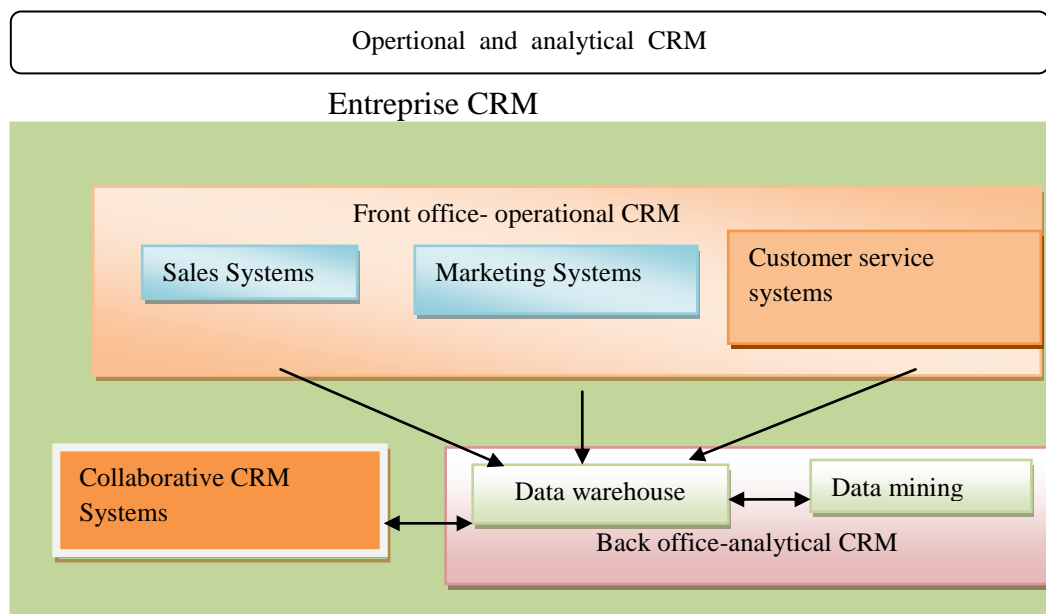 Opertional and analytical CRM
Entreprise CRM
Front office- operational CRM
Sales Systems
Marketing Systems
Customer service
systems
Collaborative CRM
Systems
Data warehouse
Data mining
Back office-analytical CRM